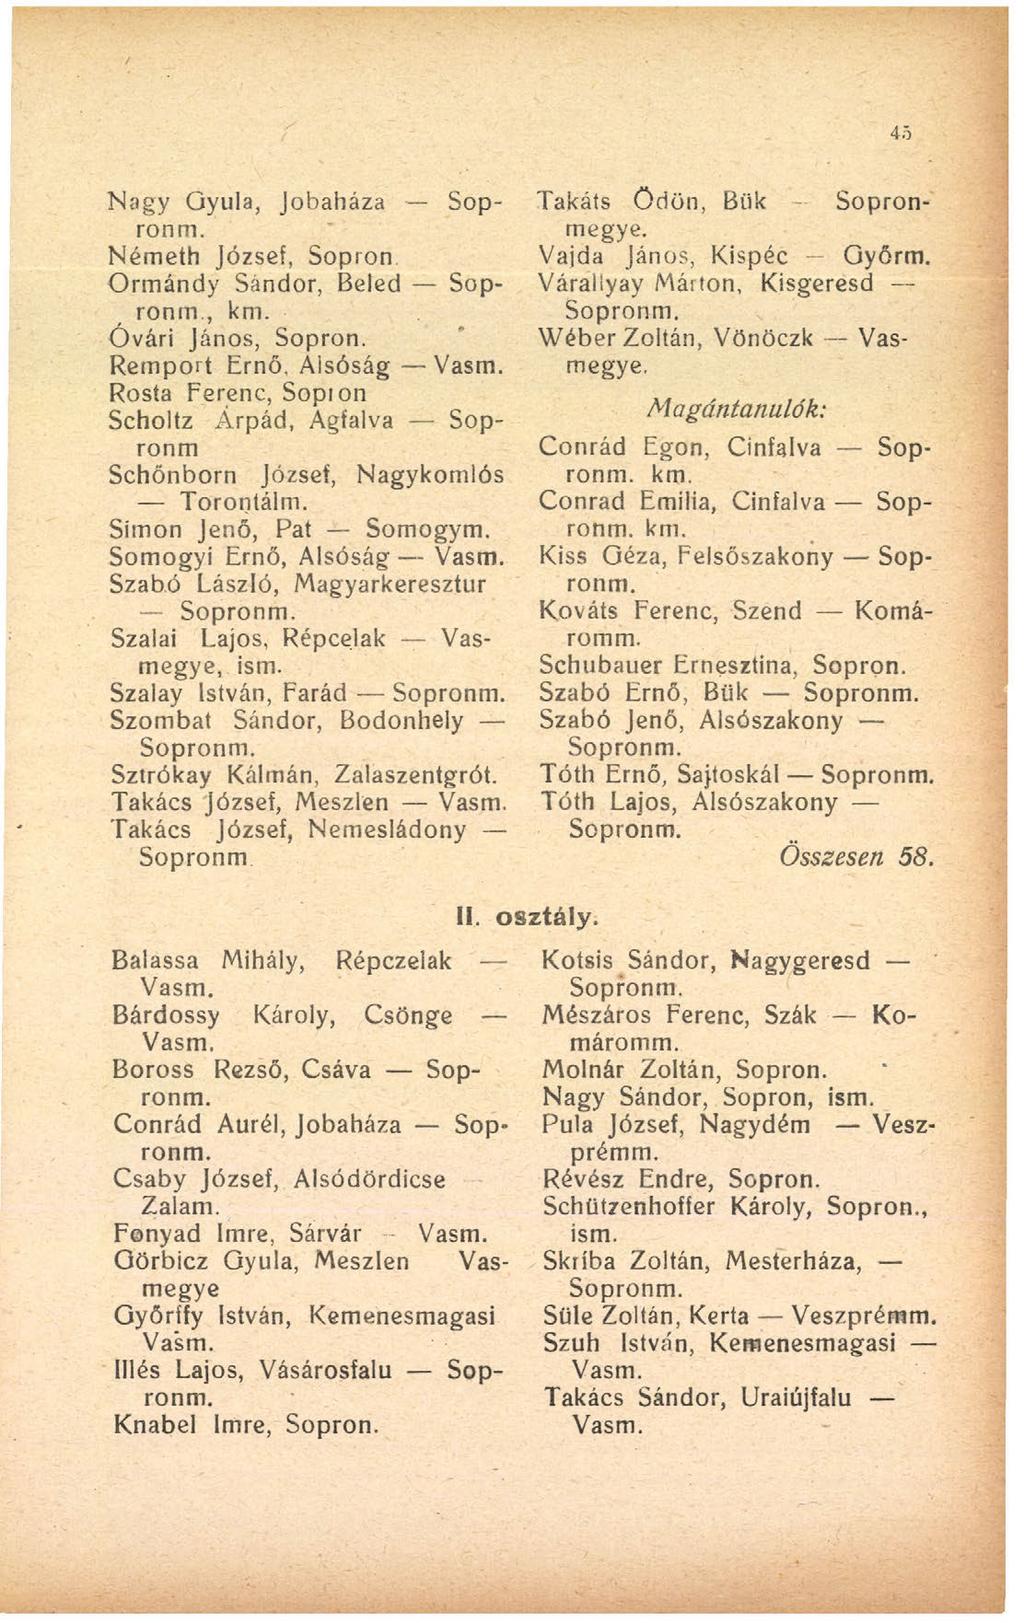 45
Nagy Gyula, Jobaháza — Sop-
ronm.
Németh József, Sopron.
Ormándy Sándor, Beled — Sop-
ronm., km.
Óvári János, Sopron.
Remport Ernő, Alsóság — Vasm.
Rosta Ferenc, Sopron
Scholtz Árpád, Ágfalva — Sop-
ronm
Schönborn József, Nagykomlós
— Torontálm.
Simon Jenő, Pat — Somogym.
Somogyi Ernő, Alsóság — Vasm.
Szabó László, Magyarkeresztur
— Sopronm.
Szalai Lajos, Répcelak — Vas-
megye, ism.
Szalay István, Farád — Sopronm.
Szombat Sándor, Bodonhely —
Sopronm.
Sztrókay Kálmán, Zalaszentgrót.
Takács József, Meszlen — Vasm.
Takács József, Nemesládony —
Sopronm
Takáts Ödön, Bük – Sopron-
megye.
Vajda János, Kispéc — Győrm.
Várallyay Márton, Kisgeresd —
Sopronm.
Wéber Zoltán, Vönöczk — Vas-
megye.
Magántanulók:
Conrád Egon, Cinfalva — Sop-
ronm. km.
Conrad Emilia, Cinfalva — Sop-
ronm. km.
Kiss Géza, Felsőszakony — Sop-
ronm.
Kováts Ferenc, Szend — Komá-
romm.
Schubauer Ernesztina, Sopron.
Szabó Ernő, Bük — Sopronm.
Szabó Jenő, Alsószakony —
Sopronm.
Tóth Ernő, Sajtoskál — Sopronm.
Tóth Lajos, Alsószakony —
Sopronm.
Összesen 58.
II. osztály.
Balassa Mihály, Répczelak —
Vasm.
Bárdossy Károly, Csönge —
Vasm.
Boross Rezső, Csáva — Sop-
ronm.
Conrád Aurél, Jobaháza — Sop-
ronm.
Csaby József, Alsódördicse –
Zalam.
Fonyad Imre, Sárvár – Vasm.
Görbicz Gyula, Meszlen Vas-
megye
Győrffy István, Kemenesmagasi
Vasm.
Illés Lajos, Vásárosfalu — Sop-
ronm.
Knabel Imre, Sopron.
Kotsis Sándor, Nagygeresd —
Sopronm.
Mészáros Ferenc, Szák — Ko-
máromm.
Molnár Zoltán, Sopron.
Nagy Sándor, Sopron, ism.
Pula József, Nagydém — Vesz-
prémm.
Révész Endre, Sopron.
Schützenhoffer Károly, Sopron.,
ism.
Skriba Zoltán, Mesterháza, —
Sopronm.
Süle Zoltán, Kerta — Veszprémm.
Szuh István, Kemenesmagasi —
Vasm.
Takács Sándor, Uraiújfalu —
Vasm.